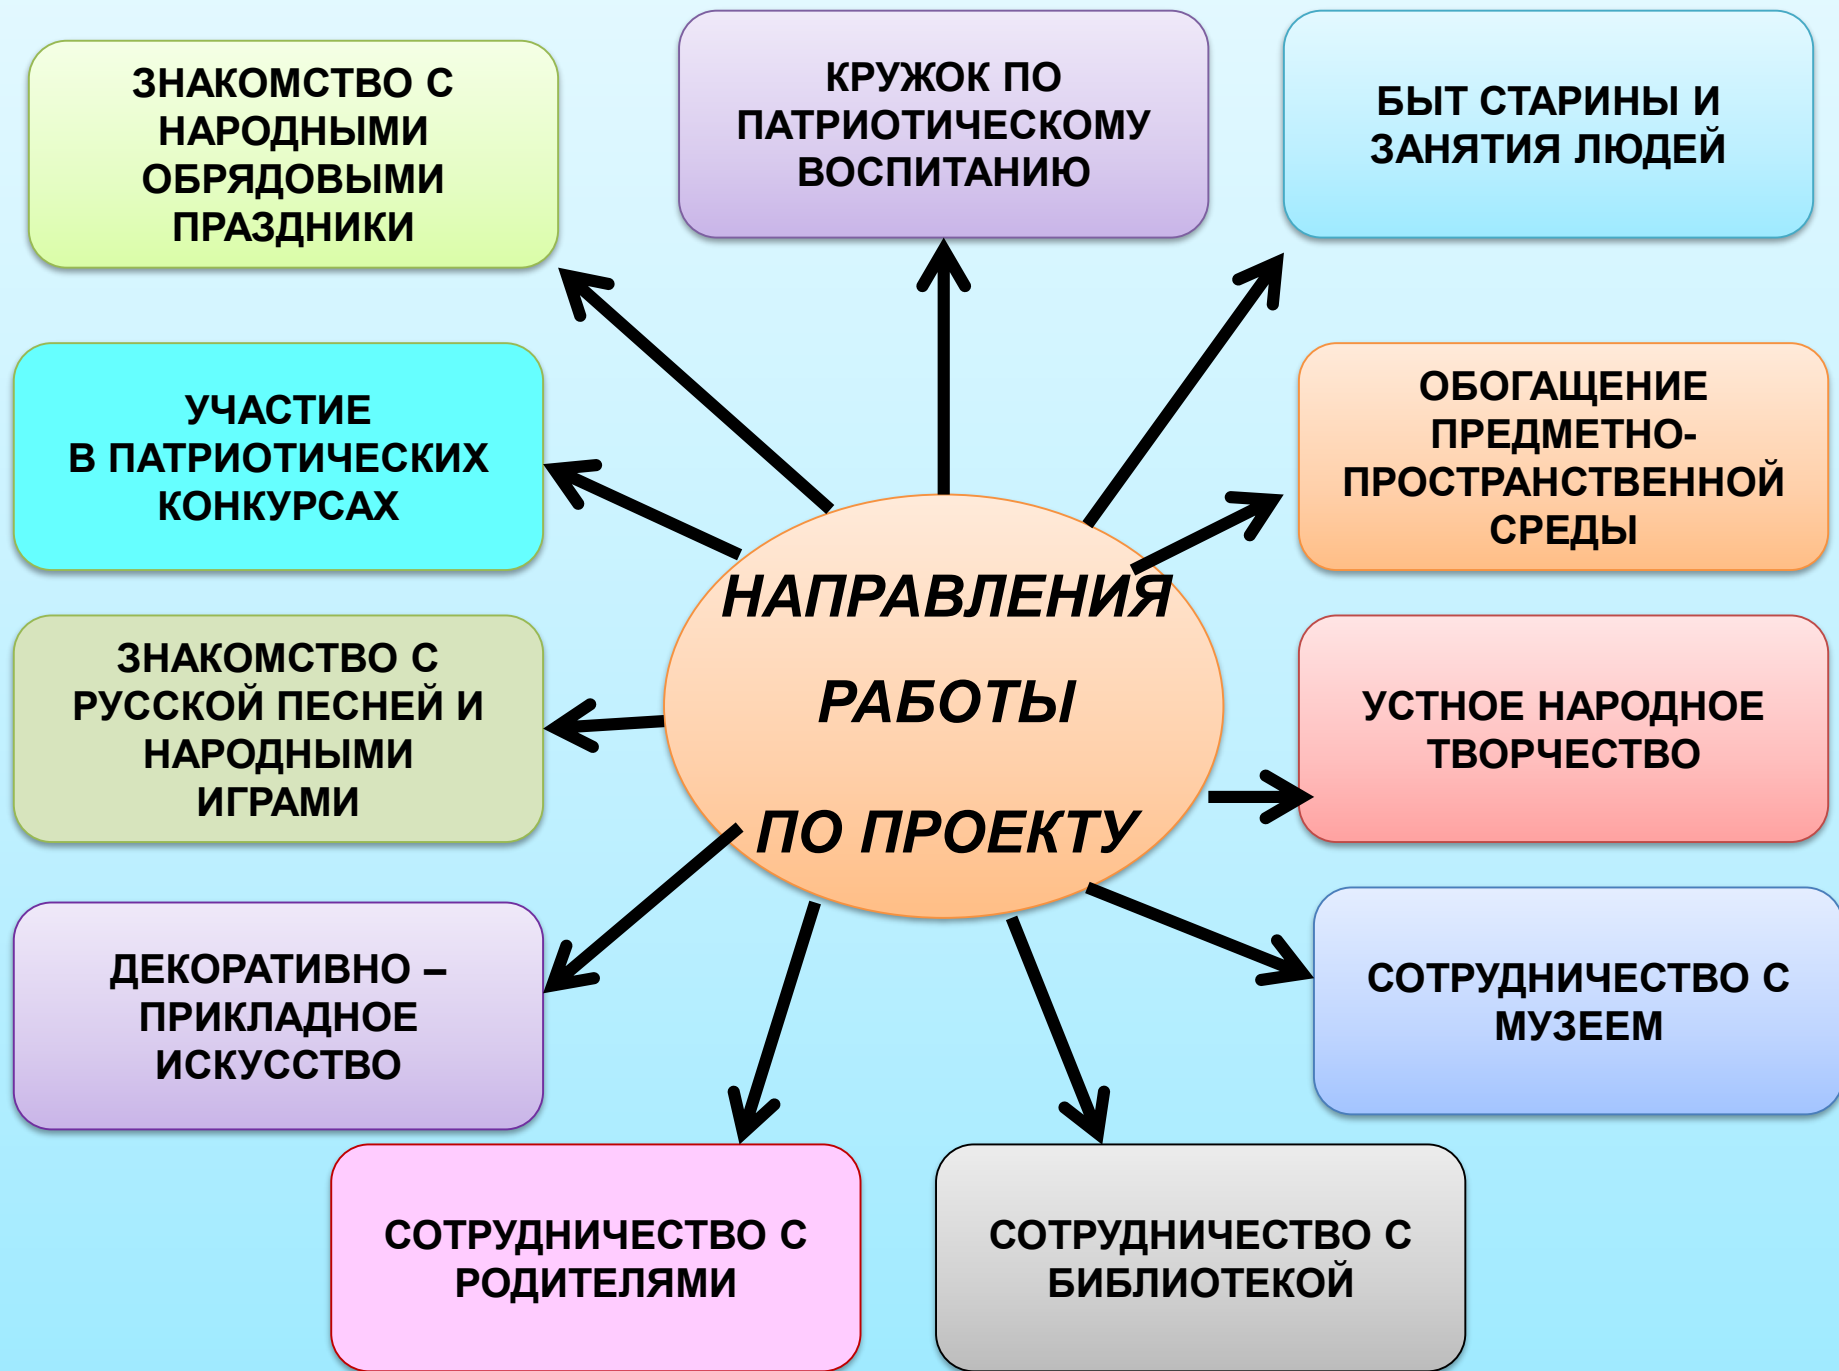 ЗНАКОМСТВО С
НАРОДНЫМИ
ОБРЯДОВЫМИ
ПРАЗДНИКИ
КРУЖОК ПО
ПАТРИОТИЧЕСКОМУ
ВОСПИТАНИЮ
БЫТ СТАРИНЫ И
ЗАНЯТИЯ ЛЮДЕЙ
УЧАСТИЕ
В ПАТРИОТИЧЕСКИХ
КОНКУРСАХ
ОБОГАЩЕНИЕ
ПРЕДМЕТНО-
ПРОСТРАНСТВЕННОЙ
СРЕДЫ
НАПРАВЛЕНИЯ
РАБОТЫ
ПО ПРОЕКТУ
ЗНАКОМСТВО С
РУССКОЙ ПЕСНЕЙ И
НАРОДНЫМИ
ИГРАМИ
УСТНОЕ НАРОДНОЕ
ТВОРЧЕСТВО
ДЕКОРАТИВНО –
ПРИКЛАДНОЕ
ИСКУССТВО
СОТРУДНИЧЕСТВО С
МУЗЕЕМ
СОТРУДНИЧЕСТВО С
РОДИТЕЛЯМИ
СОТРУДНИЧЕСТВО С
БИБЛИОТЕКОЙ